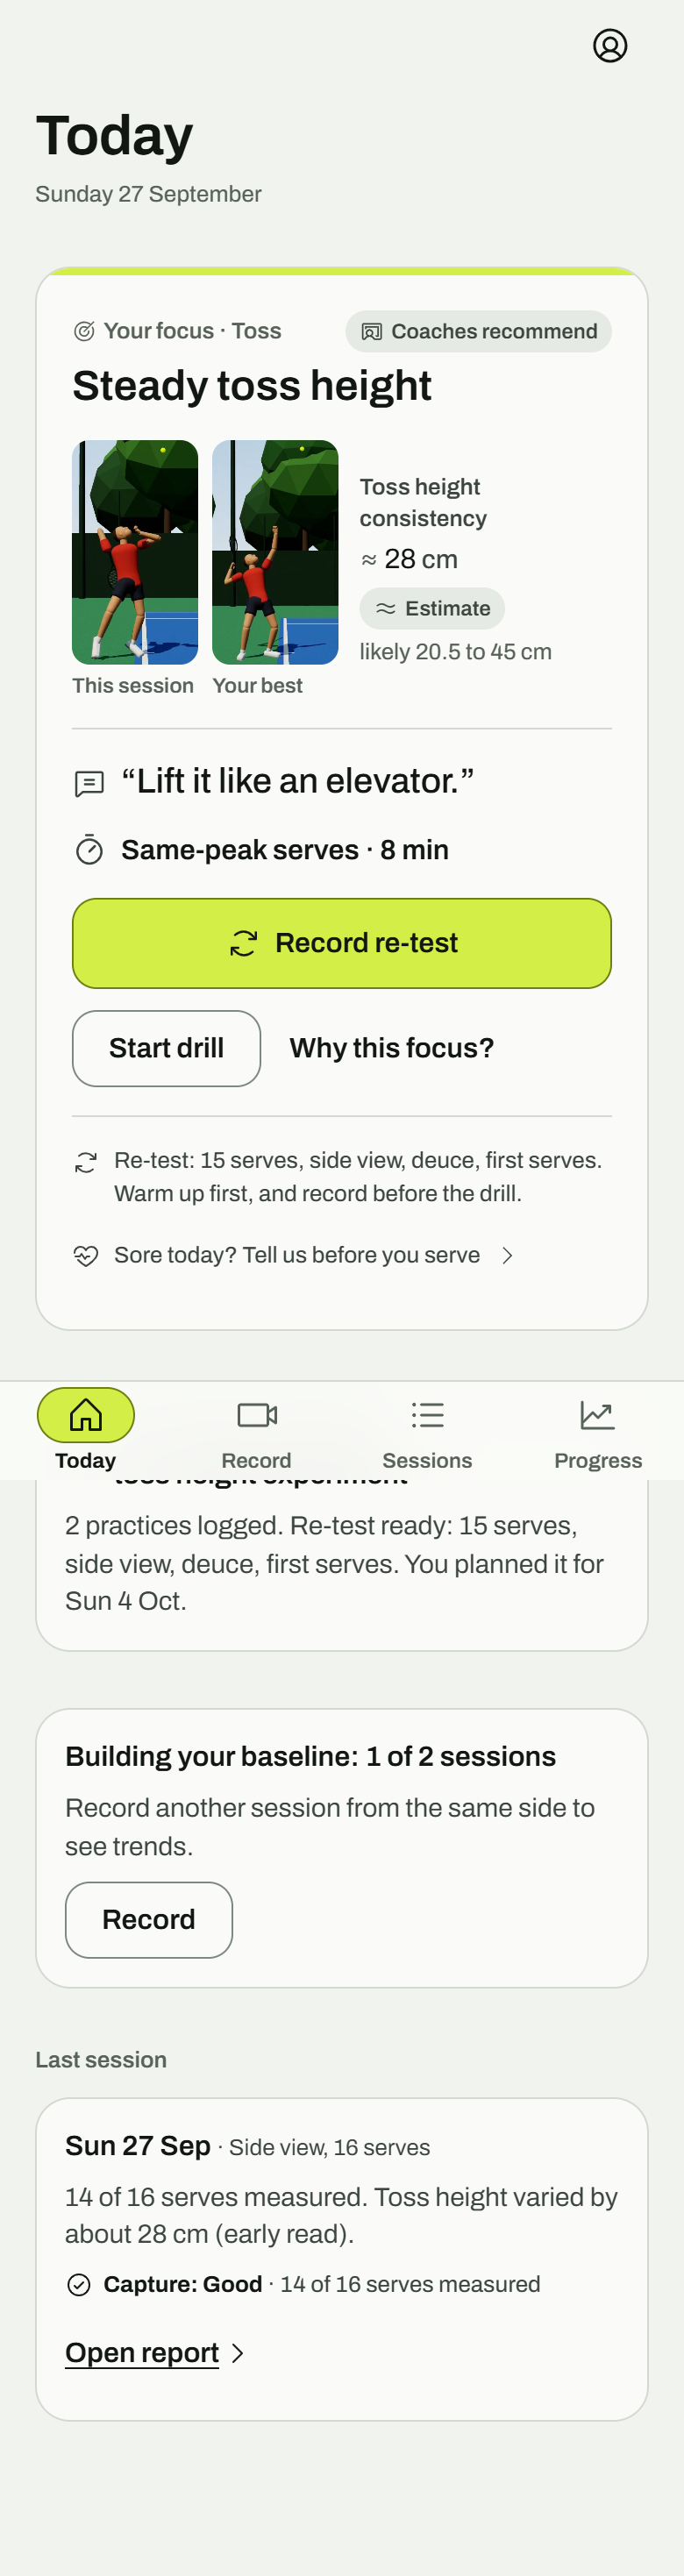 Today
Sunday 27 September
Your focus · Toss
Coaches recommend
Steady toss height
This session
Your best
Toss height
consistency
≈ 28 cm
≈ Estimate
likely 20.5 to 45 cm
“Lift it like an elevator.”
Same-peak serves · 8 min
Record re-test
Start drill
Why this focus?
Re-test: 15 serves, side view, deuce, first serves.
Warm up first, and record before the drill.
Sore today? Tell us before you serve
Today
Record
Sessions
Progress
toss height experiment
2 practices logged. Re-test ready: 15 serves,
side view, deuce, first serves. You planned it for
Sun 4 Oct.
Building your baseline: 1 of 2 sessions
Record another session from the same side to
see trends.
Record
Last session
Sun 27 Sep · Side view, 16 serves
14 of 16 serves measured. Toss height varied by
about 28 cm (early read).
Capture: Good · 14 of 16 serves measured
Open report